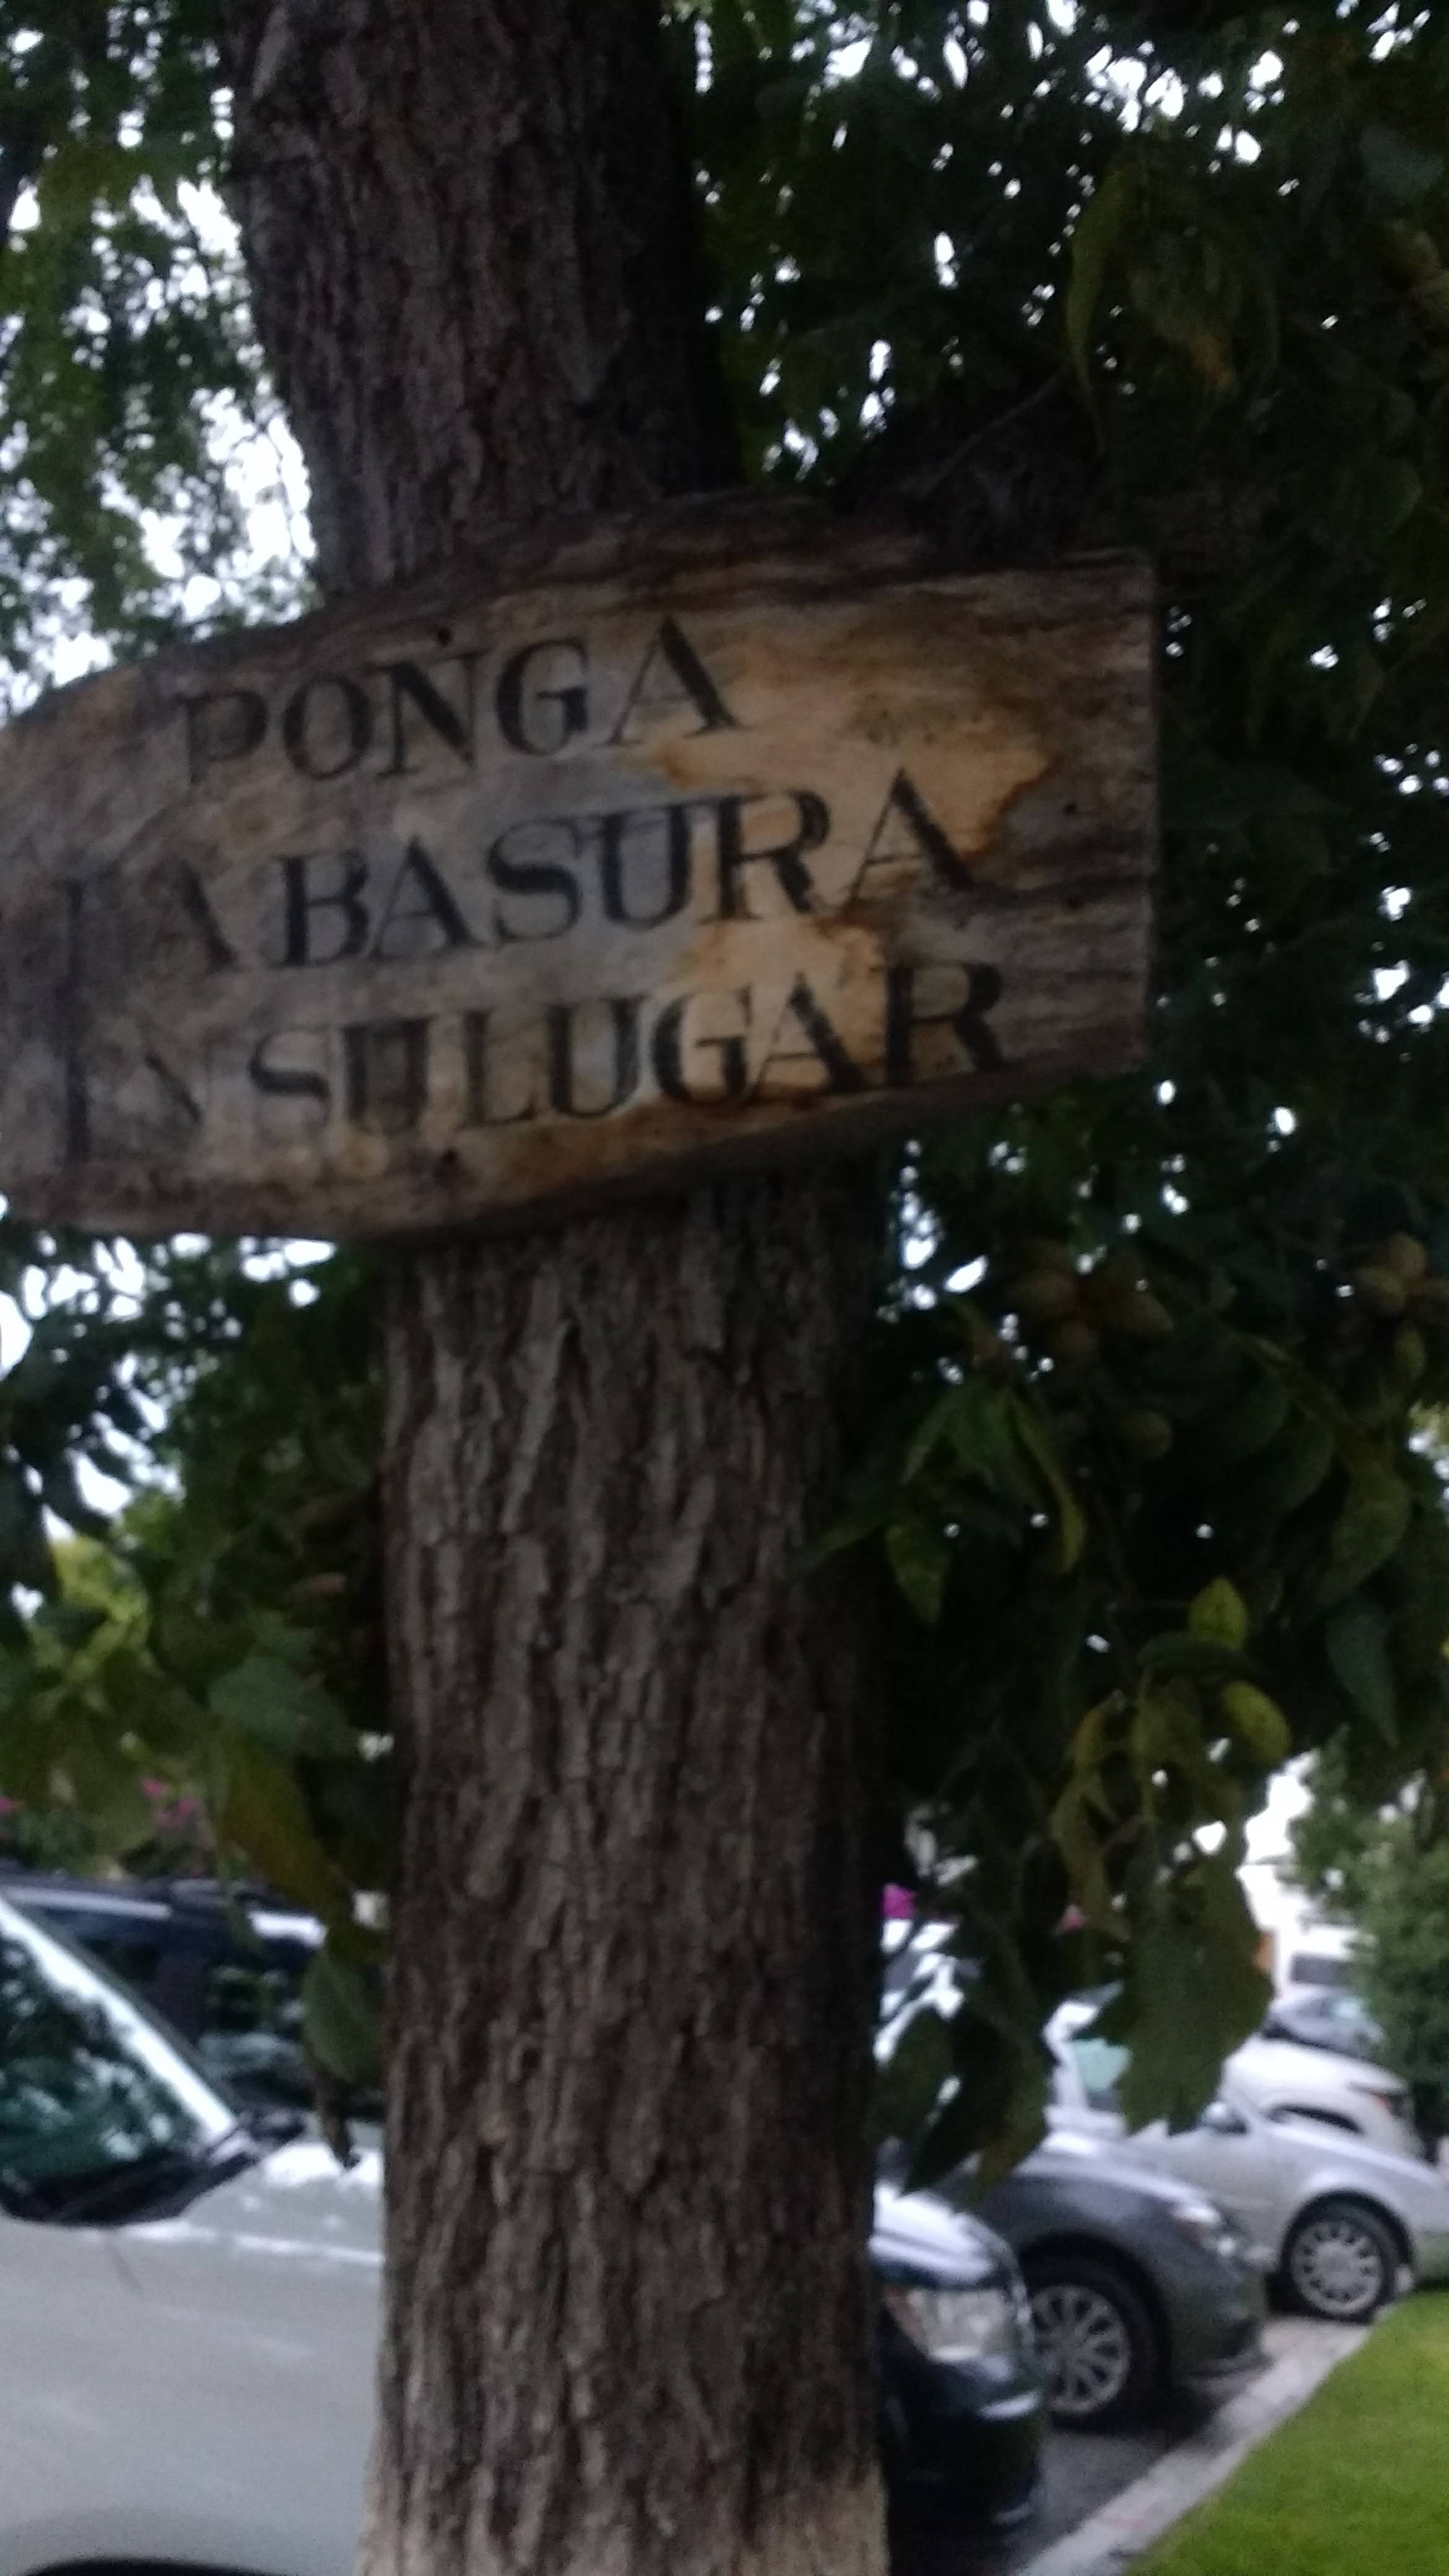 PONGA
LA BASURA
EN SU LUGAR